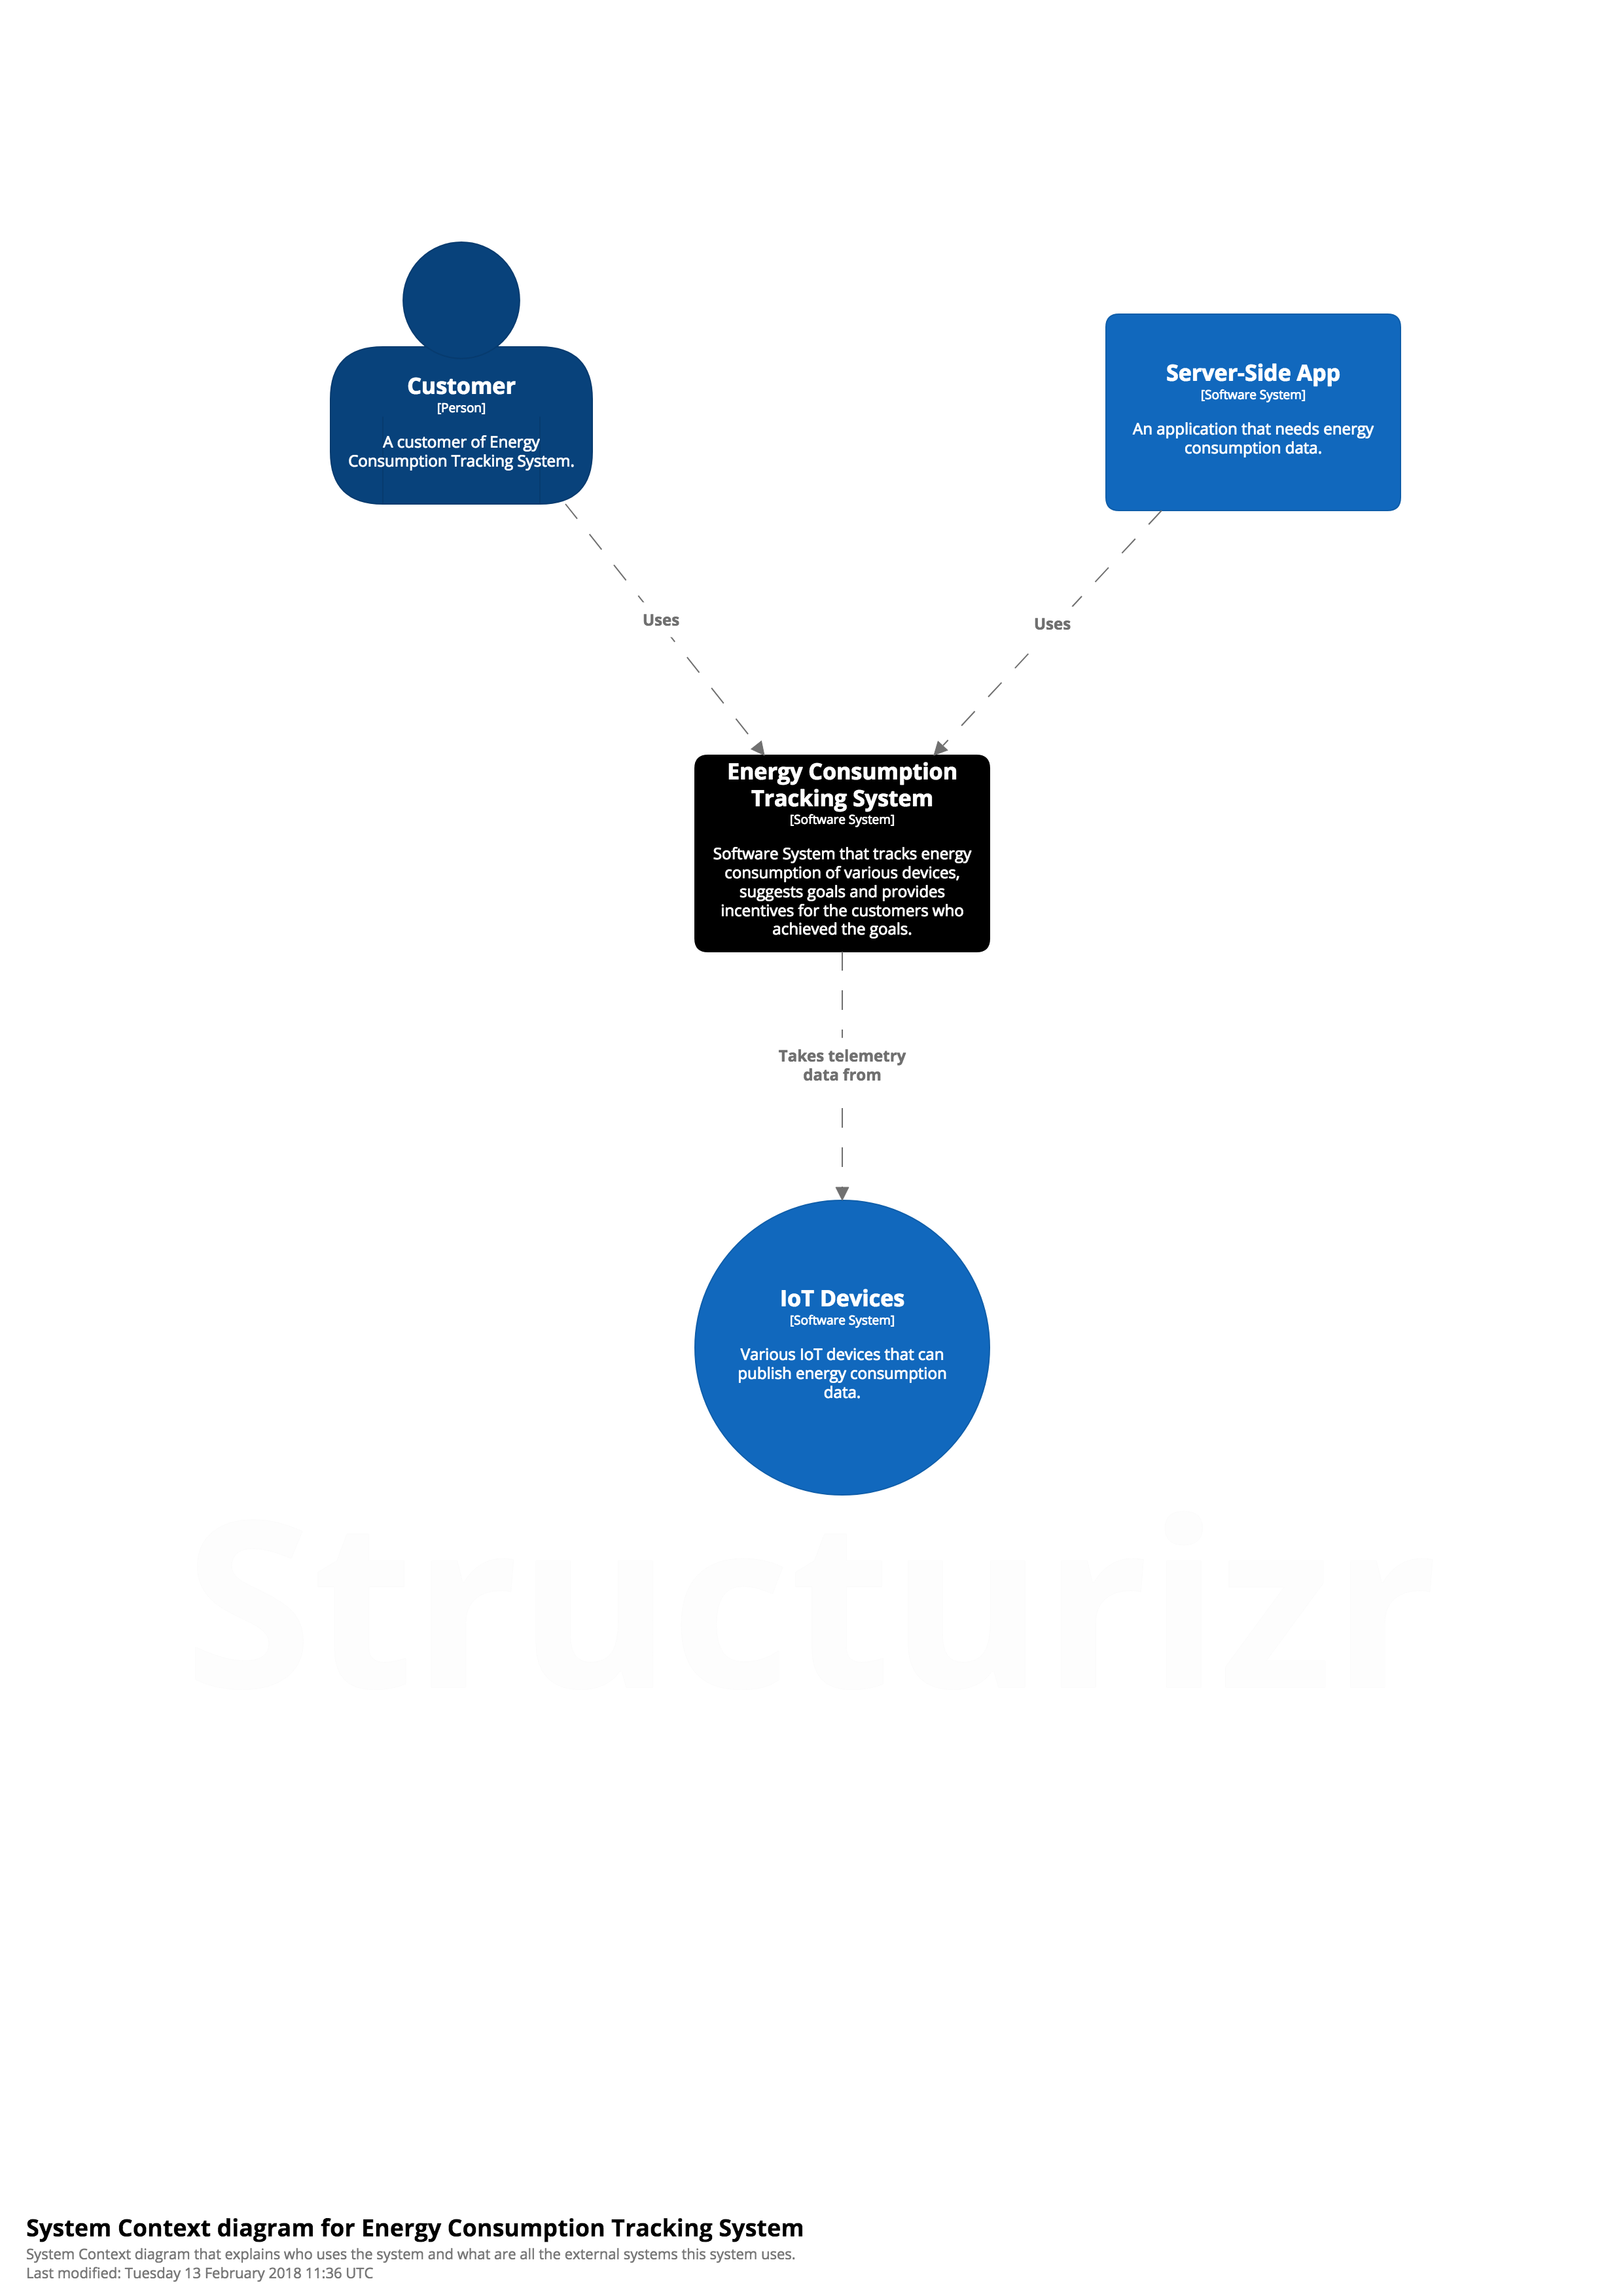 Customer
[Person]
A customer of Energy
Consumption Tracking System.
Server-Side App
[Software System]
An application that needs energy
consumption data.
Uses
Uses
Energy Consumption
Tracking System
[Software System]
Software System that tracks energy
consumption of various devices,
suggests goals and provides
incentives for the customers who
achieved the goals.
Takes telemetry
data from
IoT Devices
[Software System]
Various IoT devices that can
publish energy consumption
data.
Structurizr
System Context diagram for Energy Consumption Tracking System
System Context diagram that explains who uses the system and what are all the external systems this system uses.
Last modified: Tuesday 13 February 2018 11:36 UTC